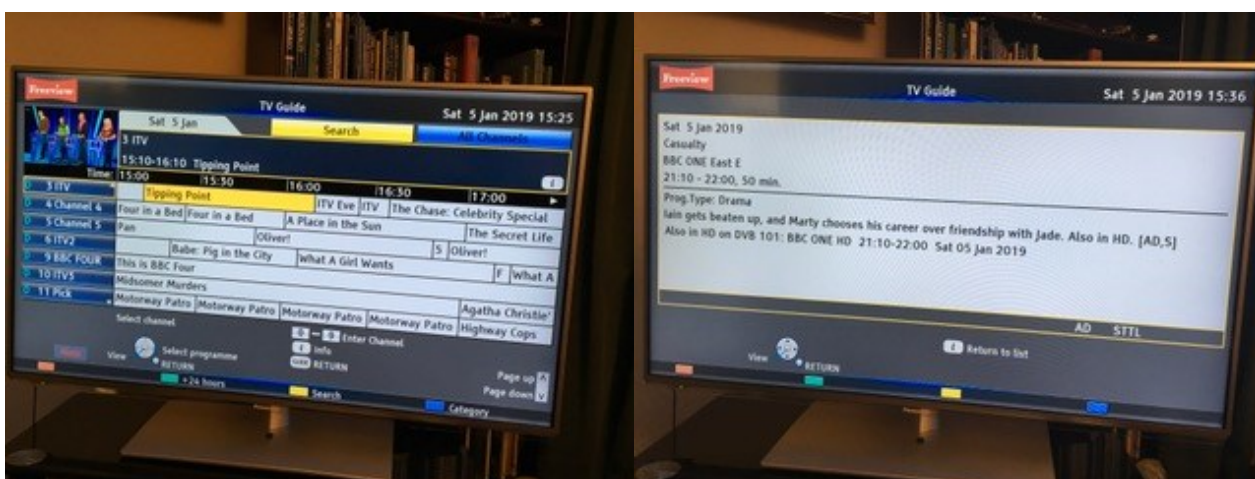 Freeview
TV Guide
Sat 5 Jan 2019 15:25
Sat 5 Jan
Search
All Channels
3 ITV
15:10-16:10 Tipping Point
Time: 15:00 15:30 16:00 16:30 17:00
3 ITV Tipping Point ITV Eve ITV The Chase: Celebrity Special
4 Channel 4 Four in a Bed Four in a Bed A Place in the Sun The Secret Life
5 Channel 5 Pan Oliver! S Oliver!
6 ITV2 Babe: Pig in the City What A Girl Wants F What A
9 BBC FOUR This is BBC Four
10 ITV3 Midsomer Murders Agatha Christie'
11 Pick Motorway Patro Motorway Patro Motorway Patro Motorway Patro Highway Cops
Select channel
0 - 9 Enter Channel
View Select programme i Info
RETURN GUIDE RETURN
Page up
Page down
+24 hours Search Category
Freeview
TV Guide
Sat 5 Jan 2019 15:36
Sat 5 Jan 2019
Casualty
BBC ONE East E
21:10 - 22:00, 50 min.
Prog.Type: Drama
Iain gets beaten up, and Marty chooses his career over friendship with Jade. Also in HD. [AD,S]
Also in HD on DVB 101: BBC ONE HD 21:10-22:00 Sat 05 Jan 2019
AD STTL
View
i Return to list
RETURN